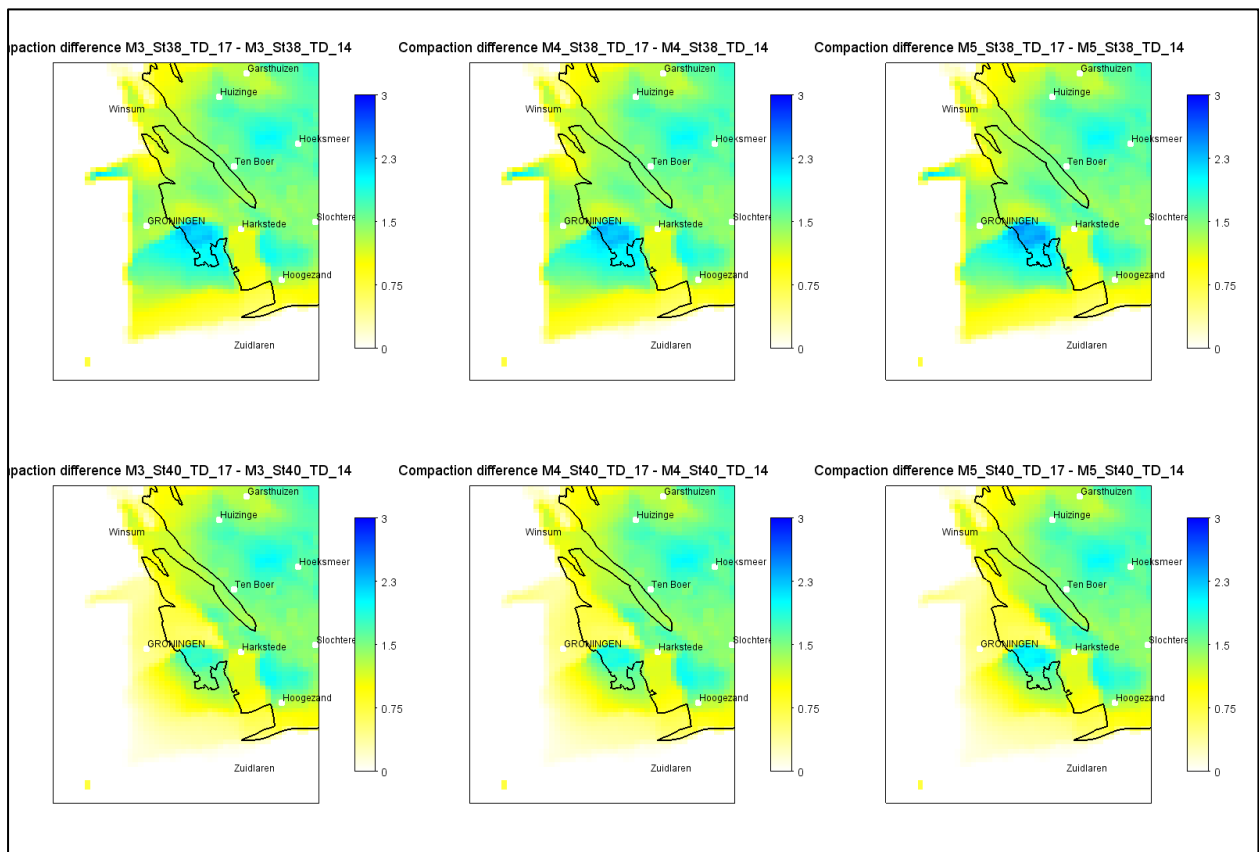 npaction difference M3_St38_TD_17 - M3_St38_TD_14
Garsthuizen
Huizinge
Winsum
Hoeksmeer
Ten Boer
GRONINGEN
Harkstede
Slochtere
Hoogezand
Zuidlaren
3
2.3
1.5
0.75
0
Compaction difference M4_St38_TD_17 - M4_St38_TD_14
Garsthuizen
Huizinge
Winsum
Hoeksmeer
Ten Boer
GRONINGEN
Harkstede
Slochtere
Hoogezand
Zuidlaren
3
2.3
1.5
0.75
0
Compaction difference M5_St38_TD_17 - M5_St38_TD_14
Garsthuizen
Huizinge
Winsum
Hoeksmeer
Ten Boer
GRONINGEN
Harkstede
Slochtere
Hoogezand
Zuidlaren
3
2.3
1.5
0.75
0
npaction difference M3_St40_TD_17 - M3_St40_TD_14
Garsthuizen
Huizinge
Winsum
Hoeksmeer
Ten Boer
GRONINGEN
Harkstede
Slochtere
Hoogezand
Zuidlaren
3
2.3
1.5
0.75
0
Compaction difference M4_St40_TD_17 - M4_St40_TD_14
Garsthuizen
Huizinge
Winsum
Hoeksmeer
Ten Boer
GRONINGEN
Harkstede
Slochtere
Hoogezand
Zuidlaren
3
2.3
1.5
0.75
0
Compaction difference M5_St40_TD_17 - M5_St40_TD_14
Garsthuizen
Huizinge
Winsum
Hoeksmeer
Ten Boer
GRONINGEN
Harkstede
Slochtere
Hoogezand
Zuidlaren
3
2.3
1.5
0.75
0